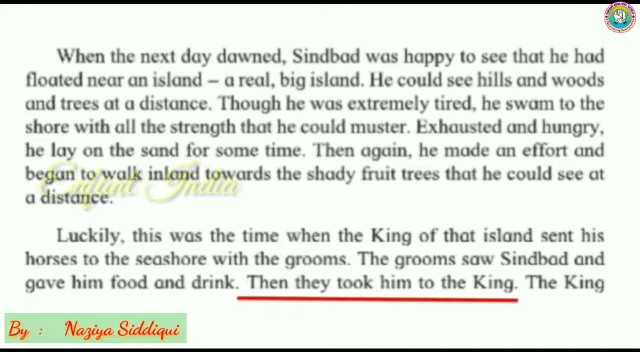 When the next day dawned, Sindbad was happy to see that he had
floated near an island – a real, big island. He could see hills and woods
and trees at a distance. Though he was extremely tired, he swam to the
shore with all the strength that he could muster. Exhausted and hungry,
he lay on the sand for some time. Then again, he made an effort and
began to walk inland towards the shady fruit trees that he could see at
a distance.
Enfant India
Luckily, this was the time when the King of that island sent his
horses to the seashore with the grooms. The grooms saw Sindbad and
gave him food and drink. Then they took him to the King. The King
By : Naziya Siddiqui